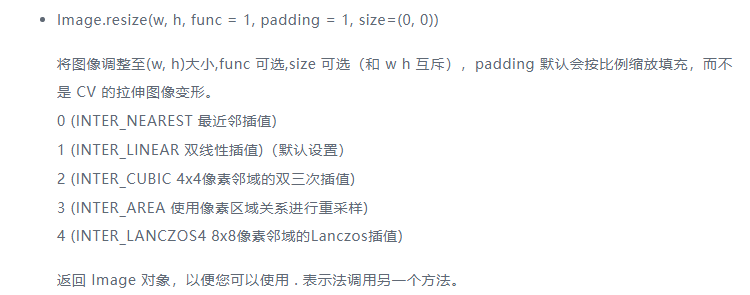 Image.resize(w, h, func = 1, padding = 1, size=(0, 0))
将图像调整至(w, h)大小,func 可选,size 可选（和 w h 互斥），padding 默认会按比例缩放填充，而不
是 CV 的拉伸图像变形。
0 (INTER_NEAREST 最近邻插值)
1 (INTER_LINEAR 双线性插值)（默认设置）
2 (INTER_CUBIC 4x4像素邻域的双三次插值)
3 (INTER_AREA 使用像素区域关系进行重采样)
4 (INTER_LANCZOS4 8x8像素邻域的Lanczos插值)
返回 Image 对象，以便您可以使用 . 表示法调用另一个方法。